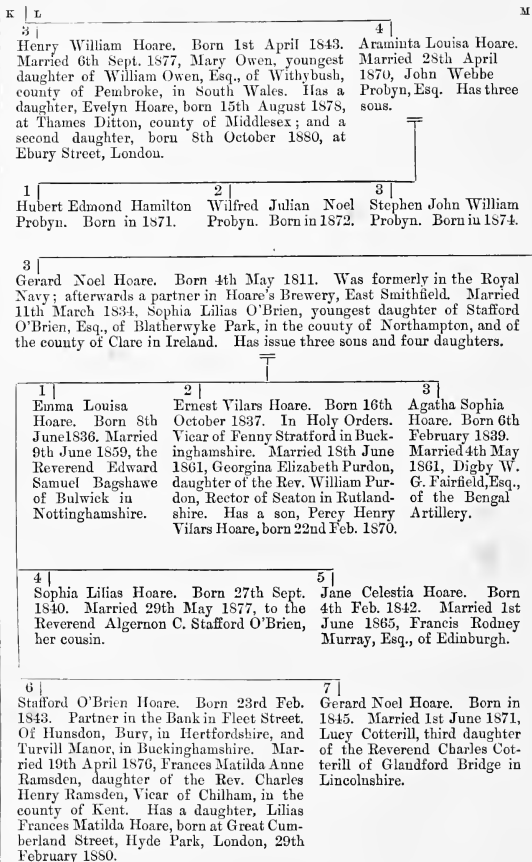 K | L M
3 |
Henry William Hoare. Born 1st April 1843.
Married 6th Sept. 1877, Mary Owen, youngest
daughter of William Owen, Esq., of Withybush,
county of Pembroke, in South Wales. Has a
daughter, Evelyn Hoare, born 15th August 1878,
at Thames Ditton, county of Middlesex; and a
second daughter, born 8th October 1880, at
Ebury Street, London.
4 |
Araminta Louisa Hoare.
Married 28th April
1870, John Webbe
Probyn, Esq. Has three
sons.
1 |
Hubert Edmond Hamilton
Probyn. Born in 1871.
2 |
Wilfred Julian Noel
Probyn. Born in 1872.
3 |
Stephen John William
Probyn. Born in 1874.
3 |
Gerard Noel Hoare. Born 4th May 1811. Was formerly in the Royal
Navy; afterwards a partner in Hoare's Brewery, East Smithfield. Married
11th March 1834, Sophia Lilias O'Brien, youngest daughter of Stafford
O'Brien, Esq., of Blatherwyke Park, in the county of Northampton, and of
the county of Clare in Ireland. Has issue three sons and four daughters.
1 |
Emma Louisa
Hoare. Born 8th
June 1836. Married
9th June 1859, the
Reverend Edward
Samuel Bagshawe
of Bulwick in
Nottinghamshire.
2 |
Ernest Vilars Hoare. Born 16th
October 1837. In Holy Orders.
Vicar of Fenny Stratford in Buck-
inghamshire. Married 18th June
1861, Georgina Elizabeth Purdon,
daughter of the Rev. William Pur-
don, Rector of Seaton in Rutland-
shire. Has a son, Percy Henry
Vilars Hoare, born 22nd Feb. 1870.
3 |
Agatha Sophia
Hoare. Born 6th
February 1839.
Married 4th May
1861, Digby W.
G. Fairfield, Esq.,
of the Bengal
Artillery.
4 |
Sophia Lilias Hoare. Born 27th Sept.
1840. Married 29th May 1877, to the
Reverend Algernon C. Stafford O'Brien,
her cousin.
5 |
Jane Celestia Hoare. Born
4th Feb. 1842. Married 1st
June 1865, Francis Rodney
Murray, Esq., of Edinburgh.
6 |
Stafford O'Brien Hoare. Born 23rd Feb.
1843. Partner in the Bank in Fleet Street.
Of Hunsdon, Bury, in Hertfordshire, and
Turvill Manor, in Buckinghamshire. Mar-
ried 19th April 1876, Frances Matilda Anne
Ramsden, daughter of the Rev. Charles
Henry Ramsden, Vicar of Chilham, in the
county of Kent. Has a daughter, Lilias
Frances Matilda Hoare, born at Great Cum-
berland Street, Hyde Park, London, 29th
February 1880.
7 |
Gerard Noel Hoare. Born in
1845. Married 1st June 1871,
Lucy Cotterill, third daughter
of the Reverend Charles Cot-
terill of Glandford Bridge in
Lincolnshire.